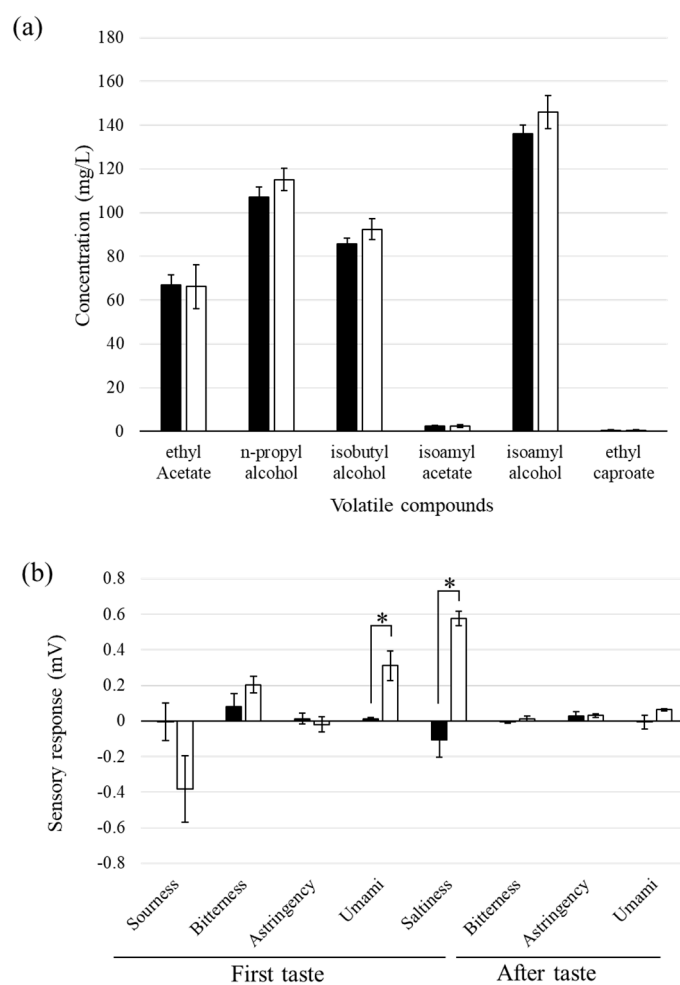 (a)
180
160
140
120
100
80
60
40
20
0
Concentration (mg/L)
ethyl Acetate
n-propyl alcohol
isobutyl alcohol
isoamyl acetate
isoamyl alcohol
ethyl caproate
Volatile compounds
(b)
0.8
0.6
0.4
0.2
0
-0.2
-0.4
-0.6
-0.8
Sensory response (mV)
*
*
Sourness
Bitterness
Astringency
Umami
Saltiness
Bitterness
Astringency
Umami
First taste
After taste